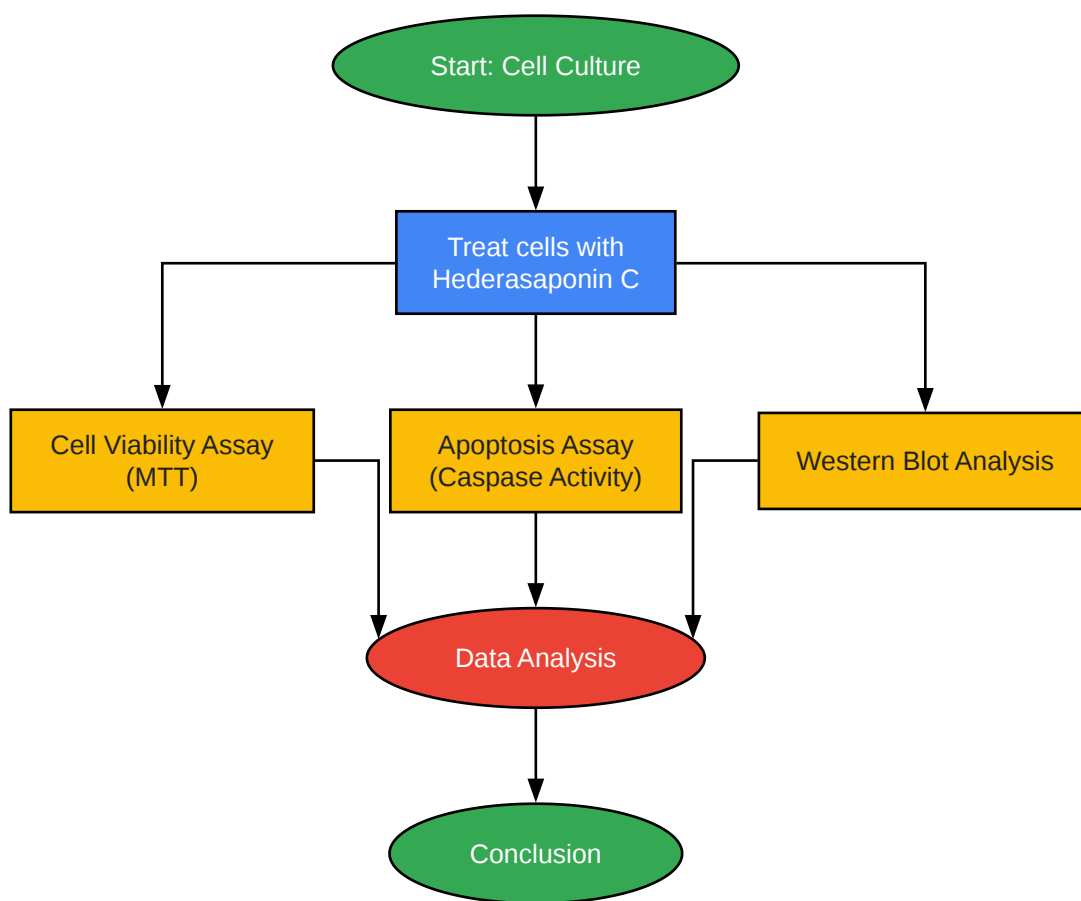 Start: Cell Culture
Treat cells with
Hederasaponin C
Cell Viability Assay
(MTT)
Apoptosis Assay
(Caspase Activity)
Western Blot Analysis
Data Analysis
Conclusion